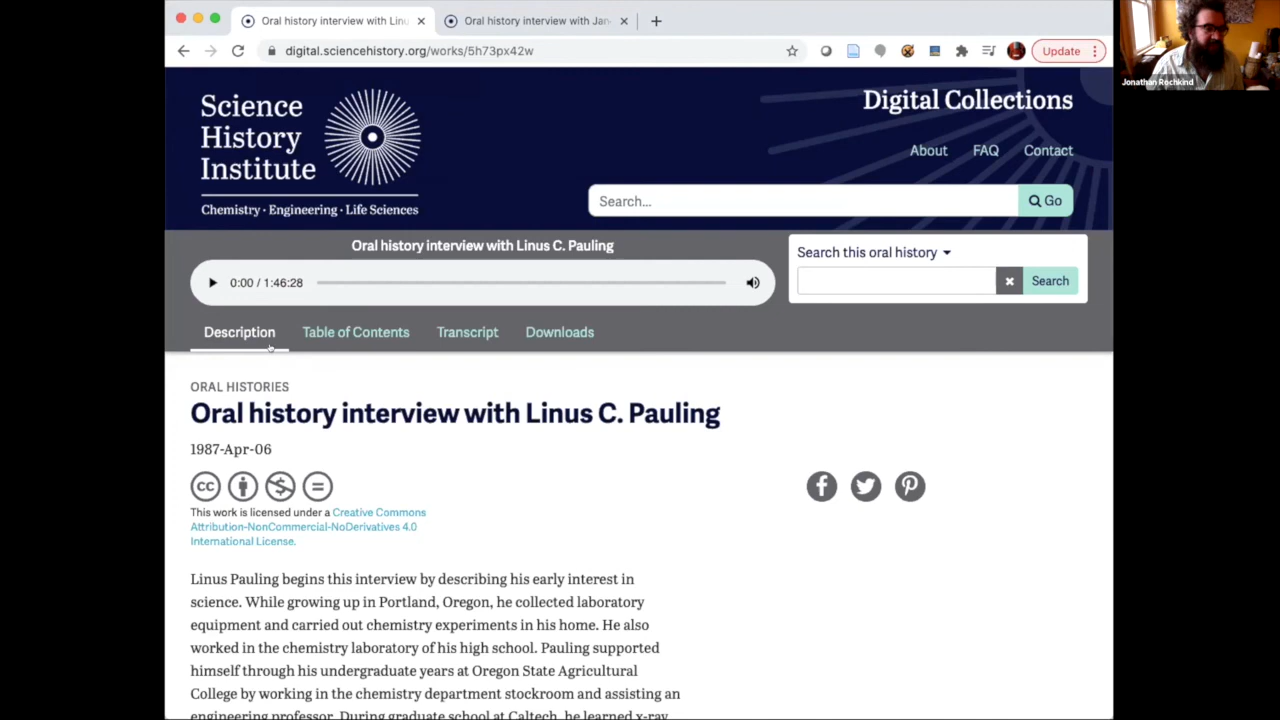 Oral history interview with Linu
Oral history interview with Jan
digital.sciencehistory.org/works/5h73px42w
Update
Jonathan Rochkind
Science
History
Institute
Chemistry · Engineering · Life Sciences
Digital Collections
About FAQ Contact
Search...
Go
Oral history interview with Linus C. Pauling
0:00 / 1:46:28
Search this oral history
Search
Description Table of Contents Transcript Downloads
ORAL HISTORIES
Oral history interview with Linus C. Pauling
1987-Apr-06
cc
This work is licensed under a Creative Commons
Attribution-NonCommercial-NoDerivatives 4.0
International License.
Linus Pauling begins this interview by describing his early interest in
science. While growing up in Portland, Oregon, he collected laboratory
equipment and carried out chemistry experiments in his home. He also
worked in the chemistry laboratory of his high school. Pauling supported
himself through his undergraduate years at Oregon State Agricultural
College by working in the chemistry department stockroom and assisting an
engineering professor. During graduate school at Caltech, he learned x-ray